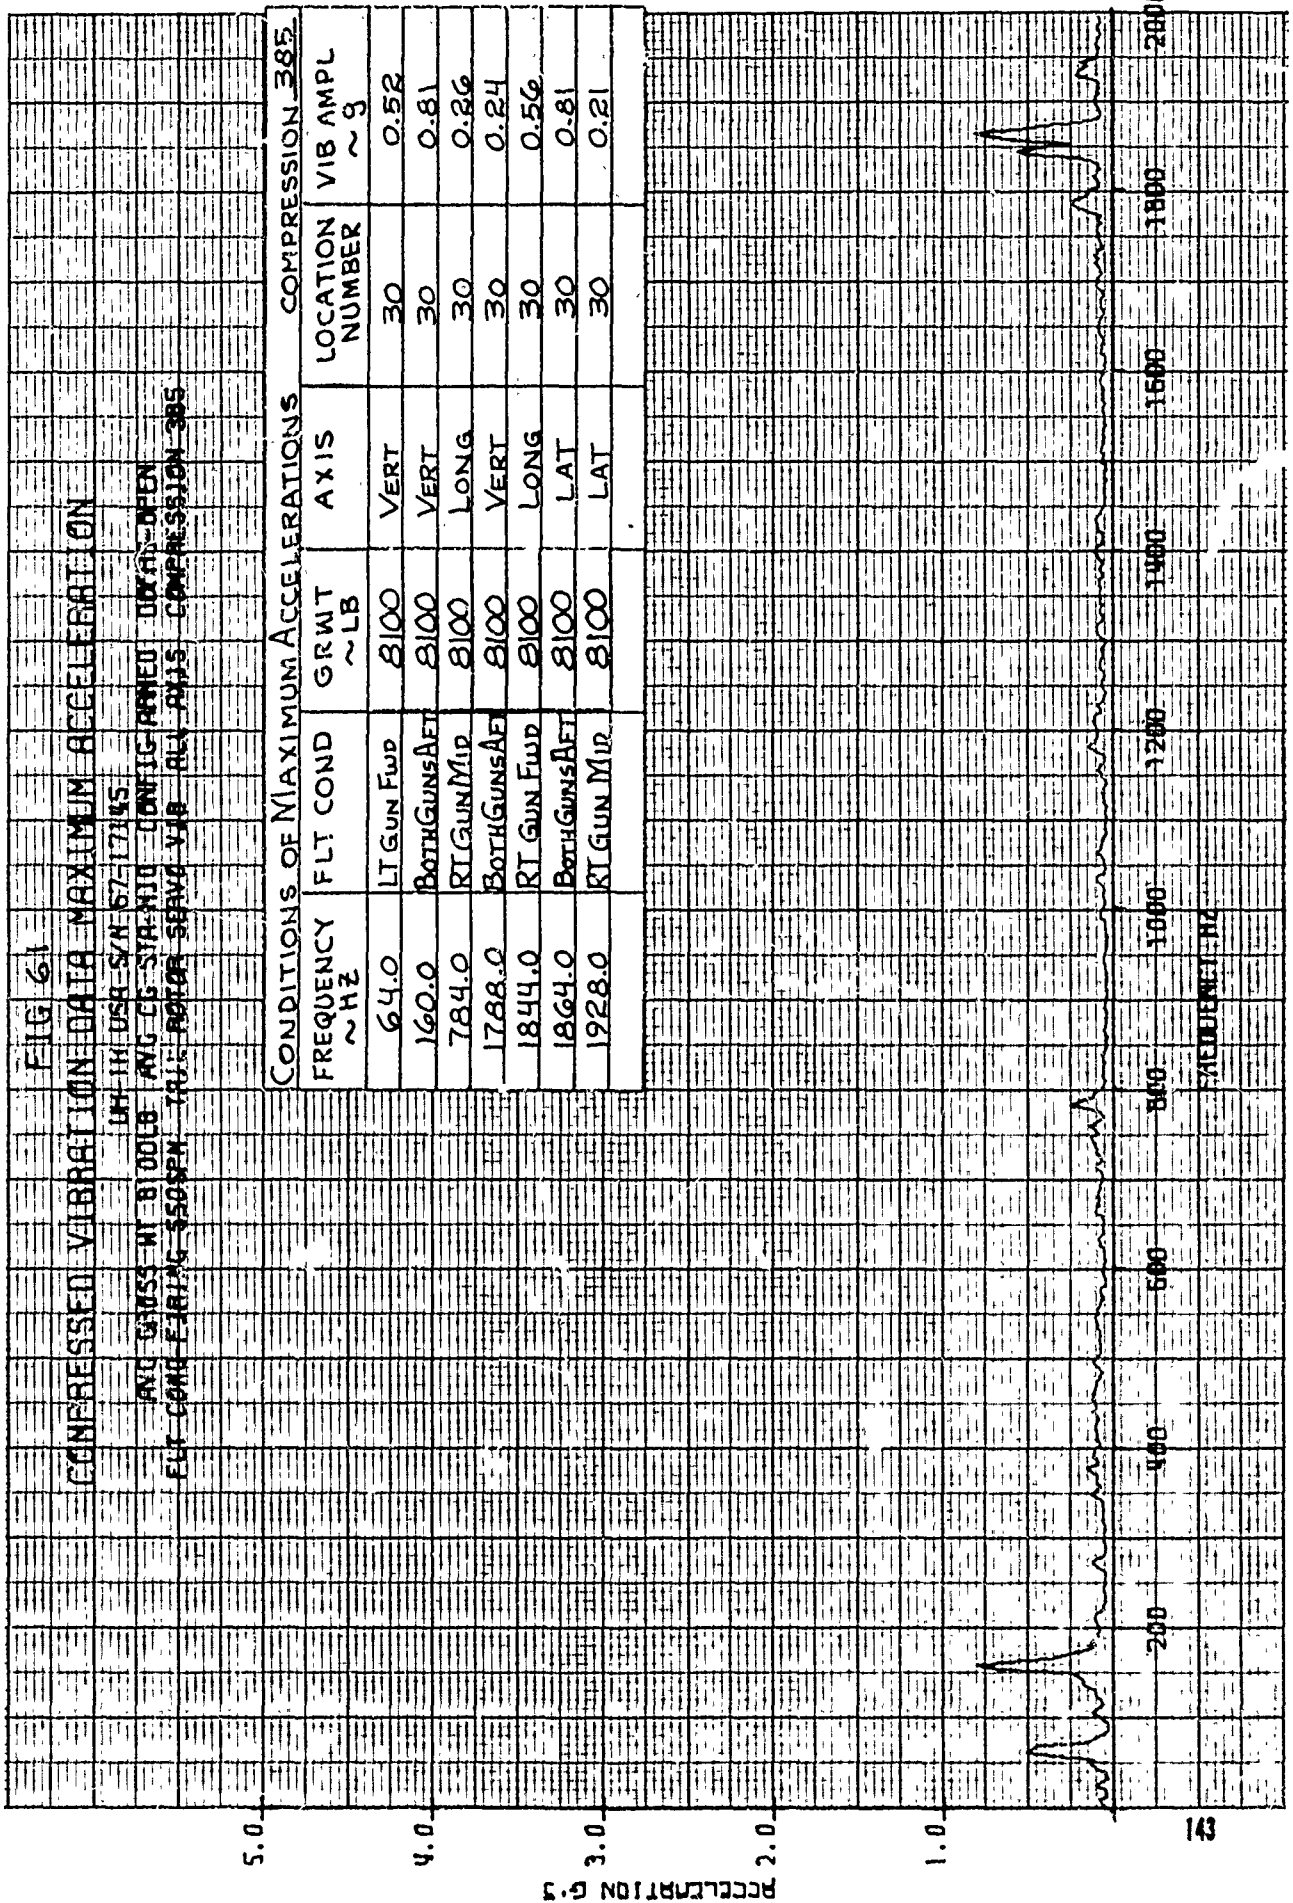 FIG 61
COMPRESSED VIBRATION DATA MAXIMUM ACCELERATION
UH-1H USA S/N 67-17145
AVG GROSS WT 8100LB AVG CG STA-MID CONFIG-ARMED DOORS-OPEN
FLT COND-FIRING 550SPM TAIL ROTOR SERVO VIB ALL AXIS COMPRESSION 385
CONDITIONS OF MAXIMUM ACCELERATIONS COMPRESSION 385
FREQUENCY ~HZ FLT COND GRWT ~LB AXIS LOCATION NUMBER VIB AMPL ~g
64.0 LT GUN FWD 8100 VERT 30 0.52
160.0 BOTH GUNS AFT 8100 VERT 30 0.81
784.0 RT GUN MID 8100 LONG 30 0.26
1788.0 BOTH GUNS AFT 8100 VERT 30 0.24
1844.0 RT GUN FWD 8100 LONG 30 0.56
1864.0 BOTH GUNS AFT 8100 LAT 30 0.81
1928.0 RT GUN MID 8100 LAT 30 0.21
5.0
4.0
3.0
2.0
1.0
ACCELERATION G'S
200 400 600 800 1000 1200 1400 1600 1800 2000
FREQUENCY HZ
143